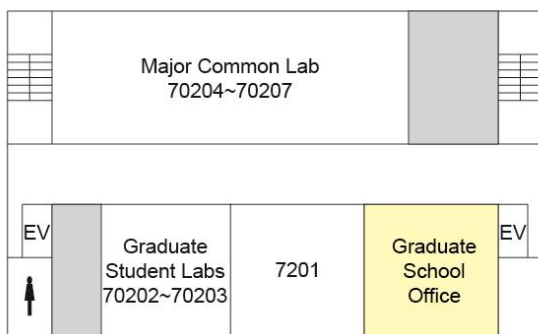 Major Common Lab
70204~70207
EV
Graduate
Student Labs
70202~70203
7201
Graduate
School
Office
EV